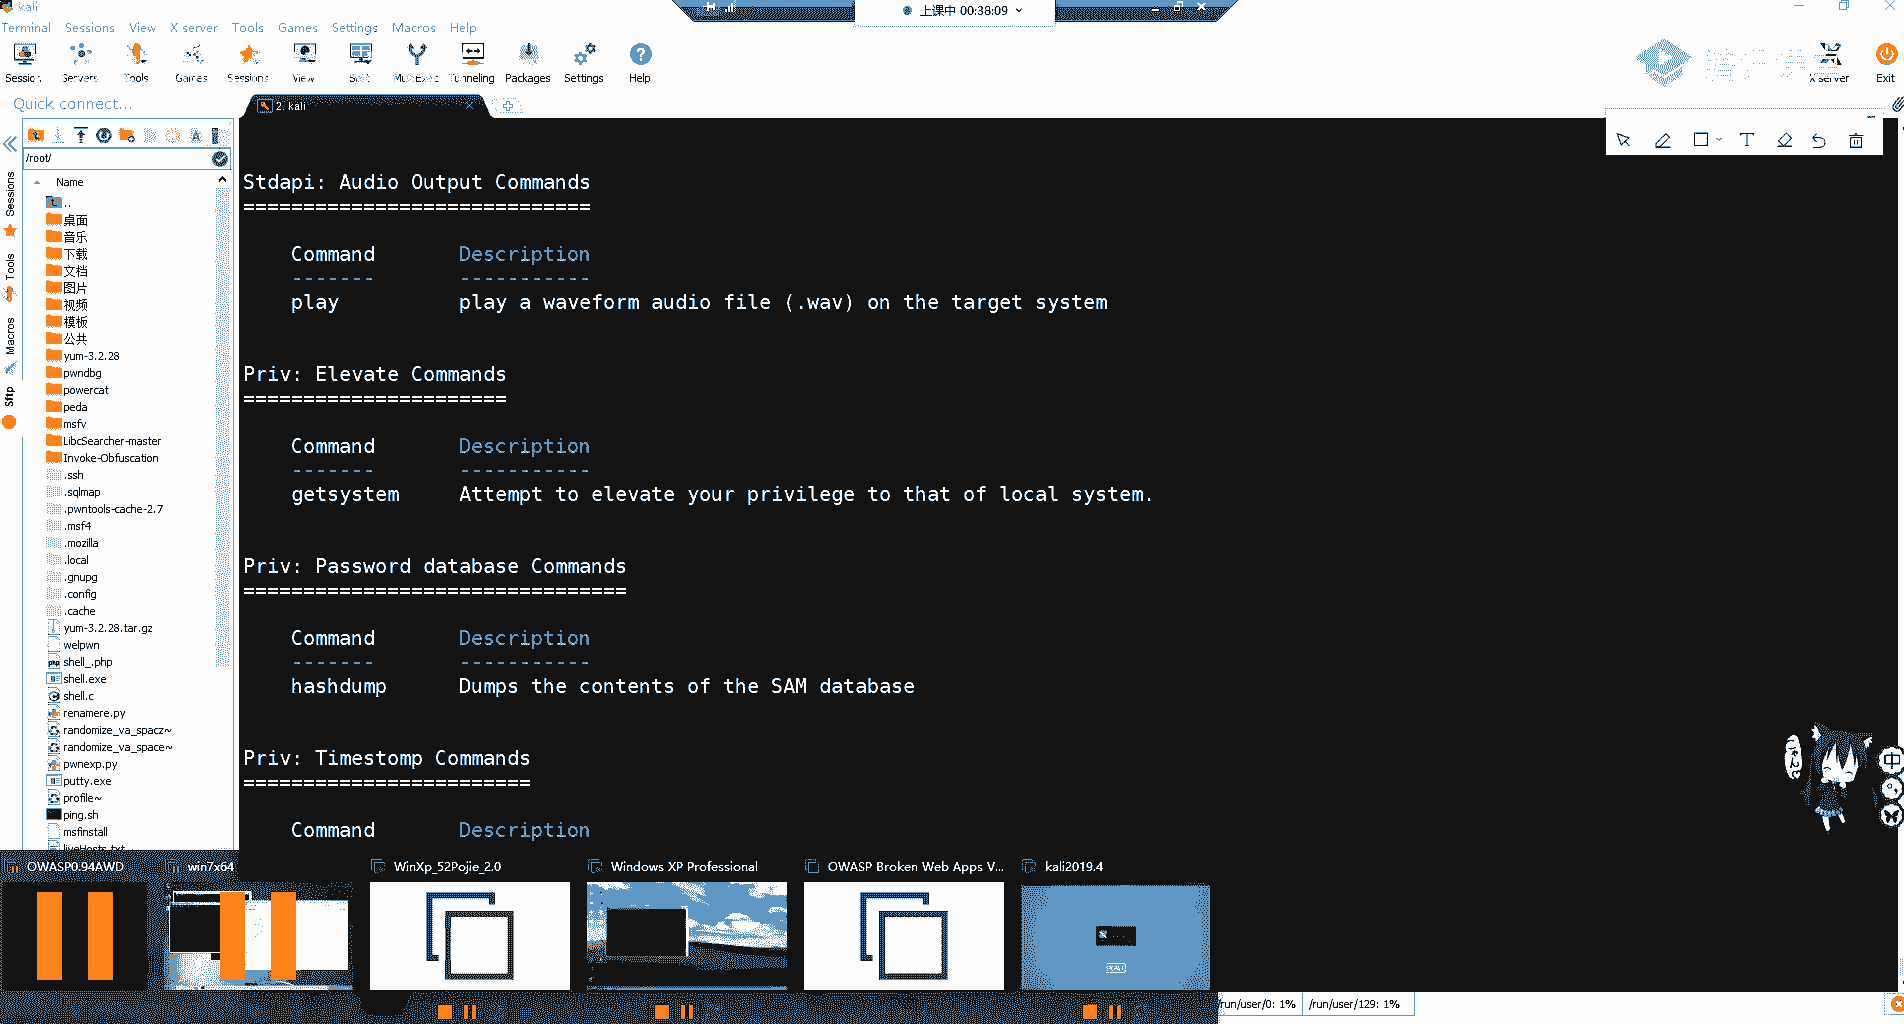 kali
上课中 00:38:09
Terminal Sessions View X server Tools Games Settings Macros Help
Session Servers Tools Games Sessions View Split MultiExec Tunneling Packages Settings Help
X server Exit
Quick connect...
2. kali
/root/
Name
..
桌面
音乐
下载
文档
图片
视频
模板
公共
yum-3.2.28
pwndbg
powercat
peda
msfv
LibcSearcher-master
Invoke-Obfuscation
.ssh
.sqlmap
.pwntools-cache-2.7
.msf4
.mozilla
.local
.gnupg
.config
.cache
yum-3.2.28.tar.gz
welpwn
shell_.php
shell.exe
shell.c
renamere.py
randomize_va_spacz~
randomize_va_space~
pwnexp.py
putty.exe
profile~
ping.sh
msfinstall
liveHosts.txt
Sessions
Tools
Macros
Sftp
Stdapi: Audio Output Commands
=============================
Command Description
------- -----------
play play a waveform audio file (.wav) on the target system
Priv: Elevate Commands
======================
Command Description
------- -----------
getsystem Attempt to elevate your privilege to that of local system.
Priv: Password database Commands
================================
Command Description
------- -----------
hashdump Dumps the contents of the SAM database
Priv: Timestomp Commands
========================
Command Description
中
OWASP0.94AWD
win7x64
WinXp_52Pojie_2.0
Windows XP Professional
OWASP Broken Web Apps V...
kali2019.4
/run/user/0: 1% /run/user/129: 1%